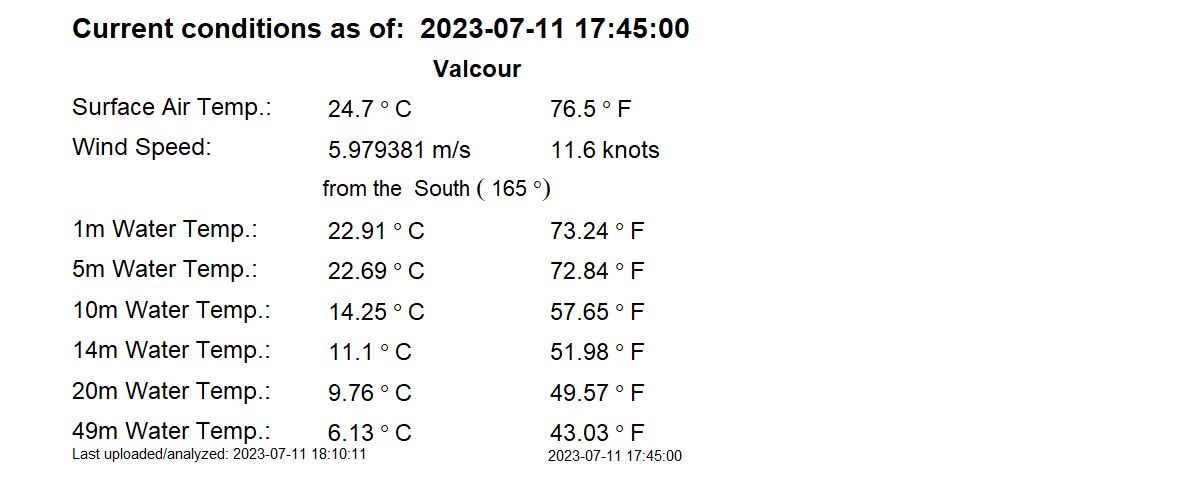 Current conditions as of: 2023-07-11 17:45:00
Valcour
Surface Air Temp.: 24.7 ° C 76.5 ° F
Wind Speed: 5.979381 m/s 11.6 knots
from the South ( 165 °)
1m Water Temp.: 22.91 ° C 73.24 ° F
5m Water Temp.: 22.69 ° C 72.84 ° F
10m Water Temp.: 14.25 ° C 57.65 ° F
14m Water Temp.: 11.1 ° C 51.98 ° F
20m Water Temp.: 9.76 ° C 49.57 ° F
49m Water Temp.: 6.13 ° C 43.03 ° F
Last uploaded/analyzed: 2023-07-11 18:10:11 2023-07-11 17:45:00